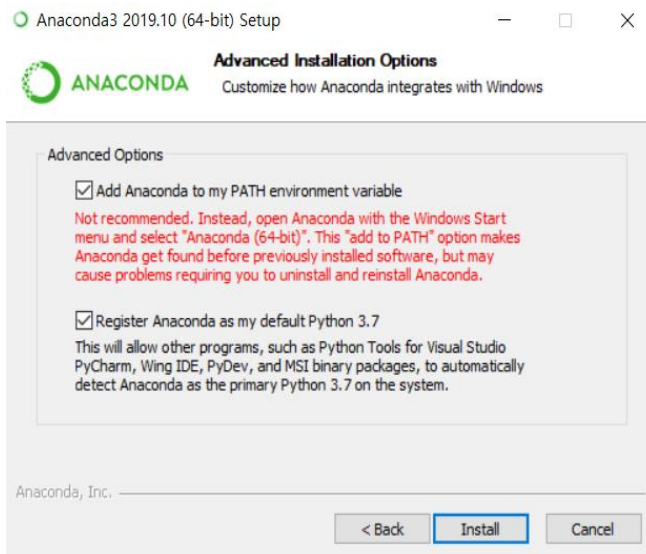 Anaconda3 2019.10 (64-bit) Setup
ANACONDA
Advanced Installation Options
Customize how Anaconda integrates with Windows
Advanced Options
Add Anaconda to my PATH environment variable
Not recommended. Instead, open Anaconda with the Windows Start
menu and select "Anaconda (64-bit)". This "add to PATH" option makes
Anaconda get found before previously installed software, but may
cause problems requiring you to uninstall and reinstall Anaconda.
Register Anaconda as my default Python 3.7
This will allow other programs, such as Python Tools for Visual Studio
PyCharm, Wing IDE, PyDev, and MSI binary packages, to automatically
detect Anaconda as the primary Python 3.7 on the system.
Anaconda, Inc.
< Back
Install
Cancel